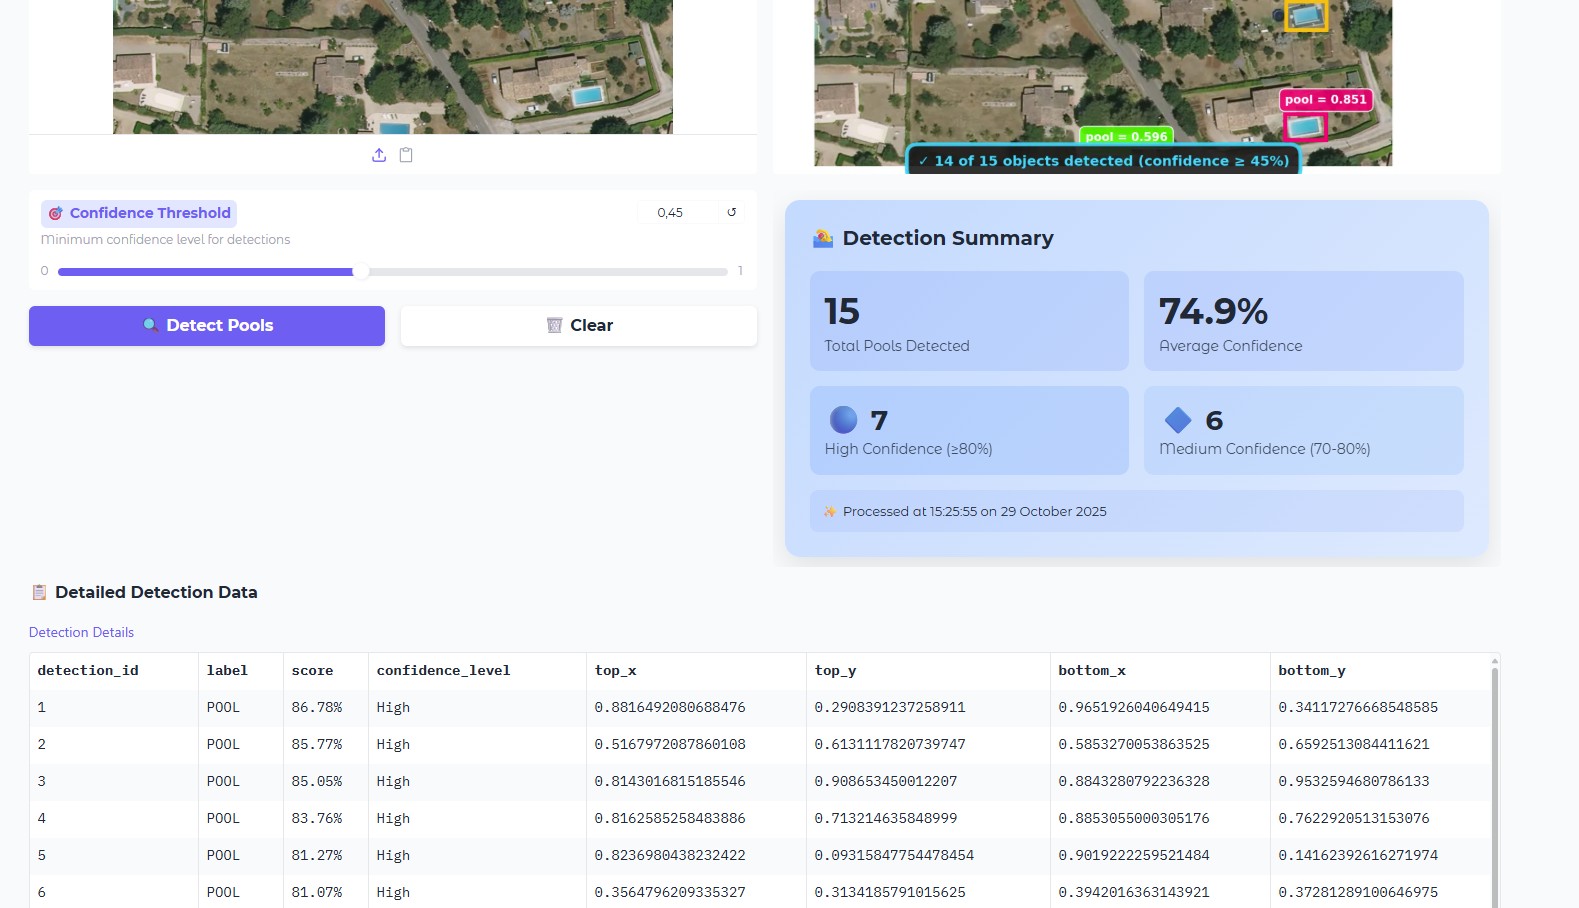 pool = 0.851
pool = 0.596
✓ 14 of 15 objects detected (confidence ≥ 45%)
Confidence Threshold
0,45 ↺
Minimum confidence level for detections
0 1
Detect Pools
Clear
Detection Summary
15
Total Pools Detected
74.9%
Average Confidence
7
High Confidence (≥80%)
6
Medium Confidence (70-80%)
Processed at 15:25:55 on 29 October 2025
Detailed Detection Data
Detection Details
detection_id label score confidence_level top_x top_y bottom_x bottom_y
1 POOL 86.78% High 0.8816492080688476 0.2908391237258911 0.9651926040649415 0.34117276668548585
2 POOL 85.77% High 0.5167972087860108 0.6131117820739747 0.5853270053863525 0.6592513084411621
3 POOL 85.05% High 0.8143016815185546 0.908653450012207 0.8843280792236328 0.9532594680786133
4 POOL 83.76% High 0.8162585258483886 0.713214635848999 0.8853055000305176 0.7622920513153076
5 POOL 81.27% High 0.8236980438232422 0.09315847754478454 0.9019222259521484 0.14162392616271974
6 POOL 81.07% High 0.3564796209335327 0.3134185791015625 0.3942016363143921 0.37281289100646975